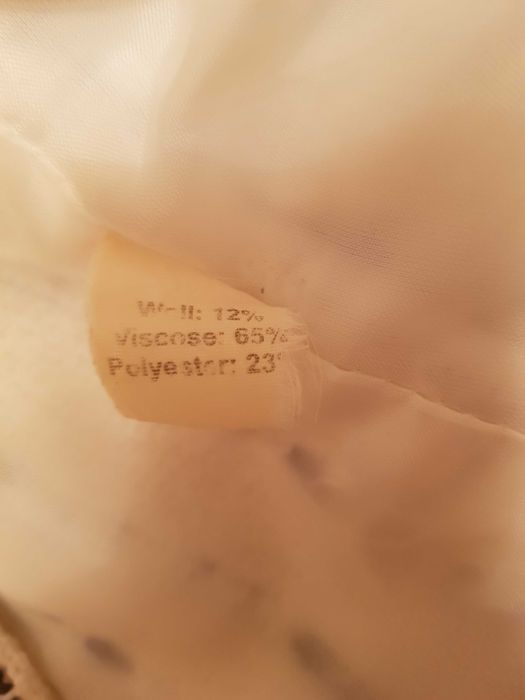 12%
Viscose: 65%
Polyester: 23